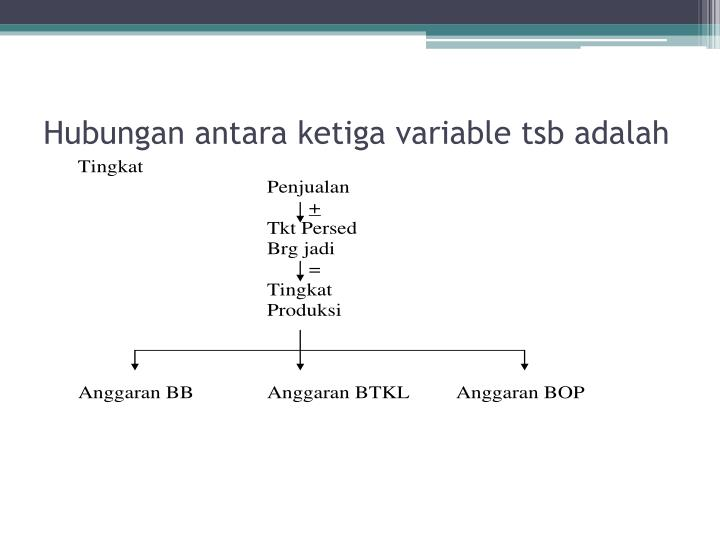 Hubungan antara ketiga variable tsb adalah
Tingkat
Penjualan
±
Tkt Persed
Brg jadi
=
Tingkat
Produksi
Anggaran BB Anggaran BTKL Anggaran BOP